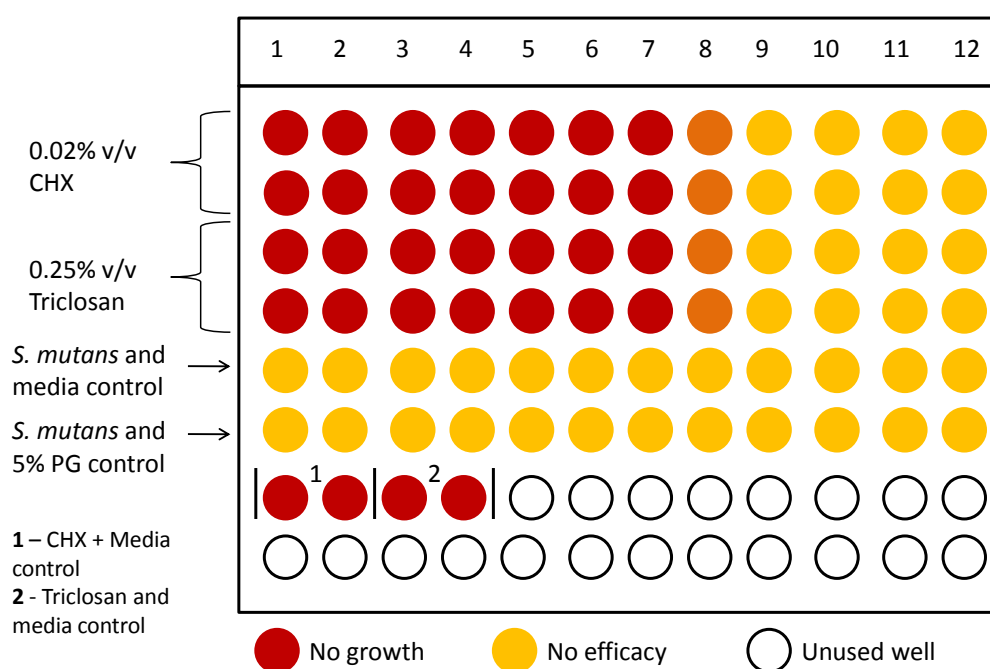 1 2 3 4 5 6 7 8 9 10 11 12
0.02% v/v
CHX
0.25% v/v
Triclosan
S. mutans and
media control
S. mutans and
5% PG control
1 2
1 – CHX + Media
control
2 - Triclosan and
media control
No growth No efficacy Unused well